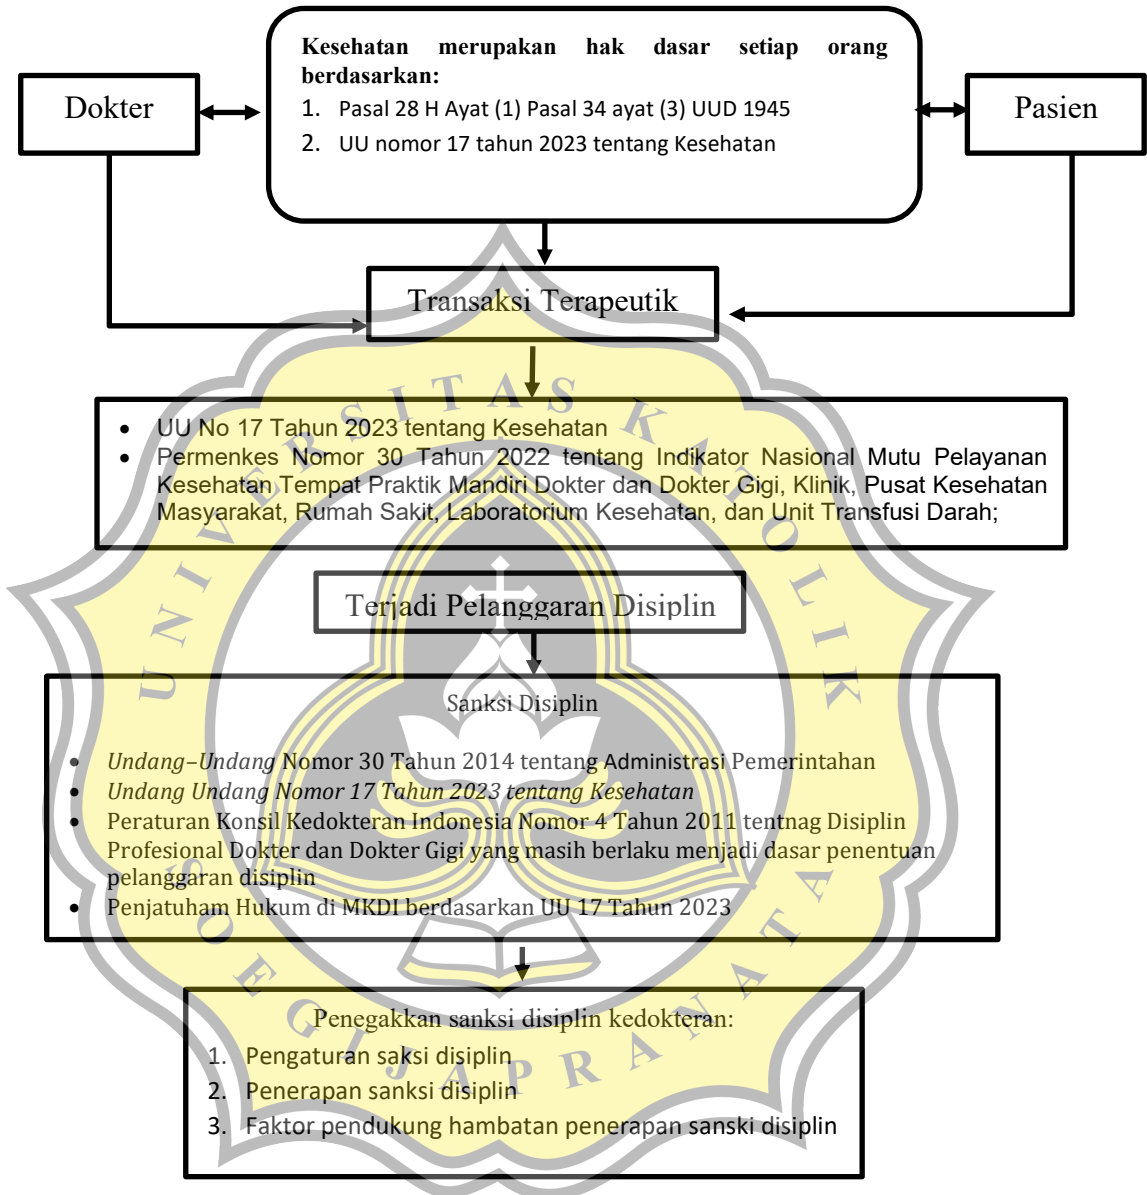 Kesehatan merupakan hak dasar setiap orang
berdasarkan:
1. Pasal 28 H Ayat (1) Pasal 34 ayat (3) UUD 1945
2. UU nomor 17 tahun 2023 tentang Kesehatan
Dokter
Pasien
Transaksi Terapeutik
• UU No 17 Tahun 2023 tentang Kesehatan
• Permenkes Nomor 30 Tahun 2022 tentang Indikator Nasional Mutu Pelayanan
Kesehatan Tempat Praktik Mandiri Dokter dan Dokter Gigi, Klinik, Pusat Kesehatan
Masyarakat, Rumah Sakit, Laboratorium Kesehatan, dan Unit Transfusi Darah;
Terjadi Pelanggaran Disiplin
Sanksi Disiplin
• Undang–Undang Nomor 30 Tahun 2014 tentang Administrasi Pemerintahan
• Undang Undang Nomor 17 Tahun 2023 tentang Kesehatan
• Peraturan Konsil Kedokteran Indonesia Nomor 4 Tahun 2011 tentnag Disiplin
Profesional Dokter dan Dokter Gigi yang masih berlaku menjadi dasar penentuan
pelanggaran disiplin
• Penjatuham Hukum di MKDI berdasarkan UU 17 Tahun 2023
Penegakkan sanksi disiplin kedokteran:
1. Pengaturan saksi disiplin
2. Penerapan sanksi disiplin
3. Faktor pendukung hambatan penerapan sanski disiplin
UNIVERSITAS KATOLIK
SOEGIJAPRANATA